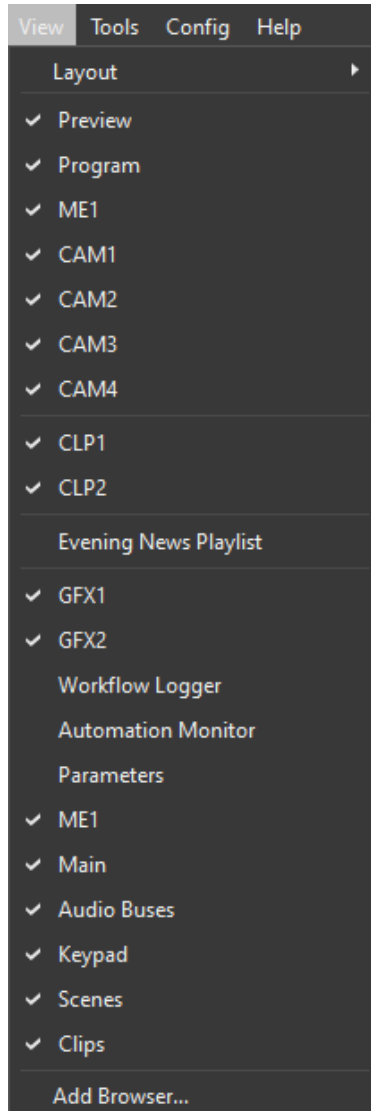 View Tools Config Help
Layout
Preview
Program
ME1
CAM1
CAM2
CAM3
CAM4
CLP1
CLP2
Evening News Playlist
GFX1
GFX2
Workflow Logger
Automation Monitor
Parameters
ME1
Main
Audio Buses
Keypad
Scenes
Clips
Add Browser...